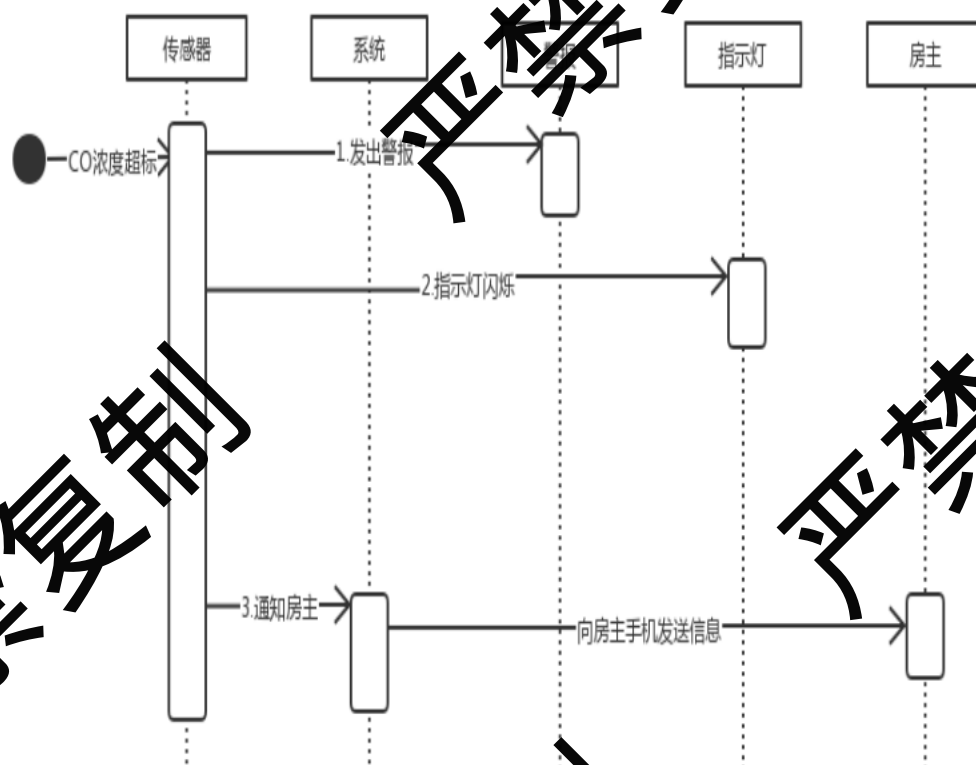 传感器
系统
警报
指示灯
房主
CO浓度超标
1.发出警报
2.指示灯闪烁
3.通知房主
向房主手机发送信息
严禁
复制
严禁